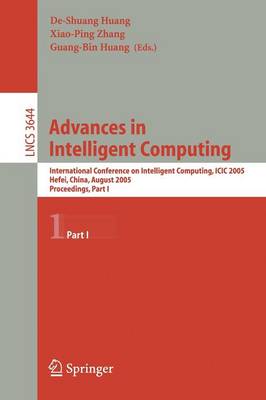 De-Shuang Huang
Xiao-Ping Zhang
Guang-Bin Huang (Eds.)
LNCS 3644
Advances in
Intelligent Computing
International Conference on Intelligent Computing, ICIC 2005
Hefei, China, August 2005
Proceedings, Part I
1 Part I
Springer